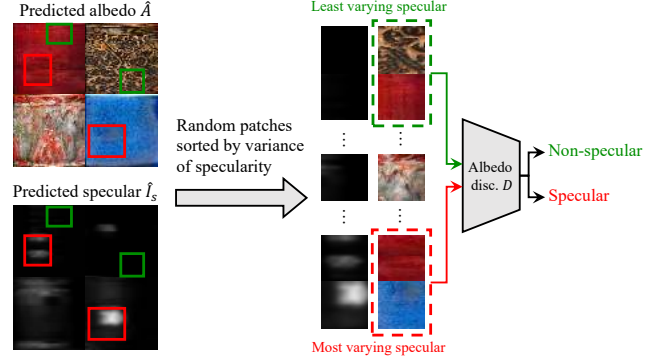 Predicted albedo Â
Predicted specular Î_s
Random patches
sorted by variance
of specularity
Least varying specular
⋮ ⋮
⋮ ⋮
Most varying specular
Albedo
disc. D
Non-specular
Specular